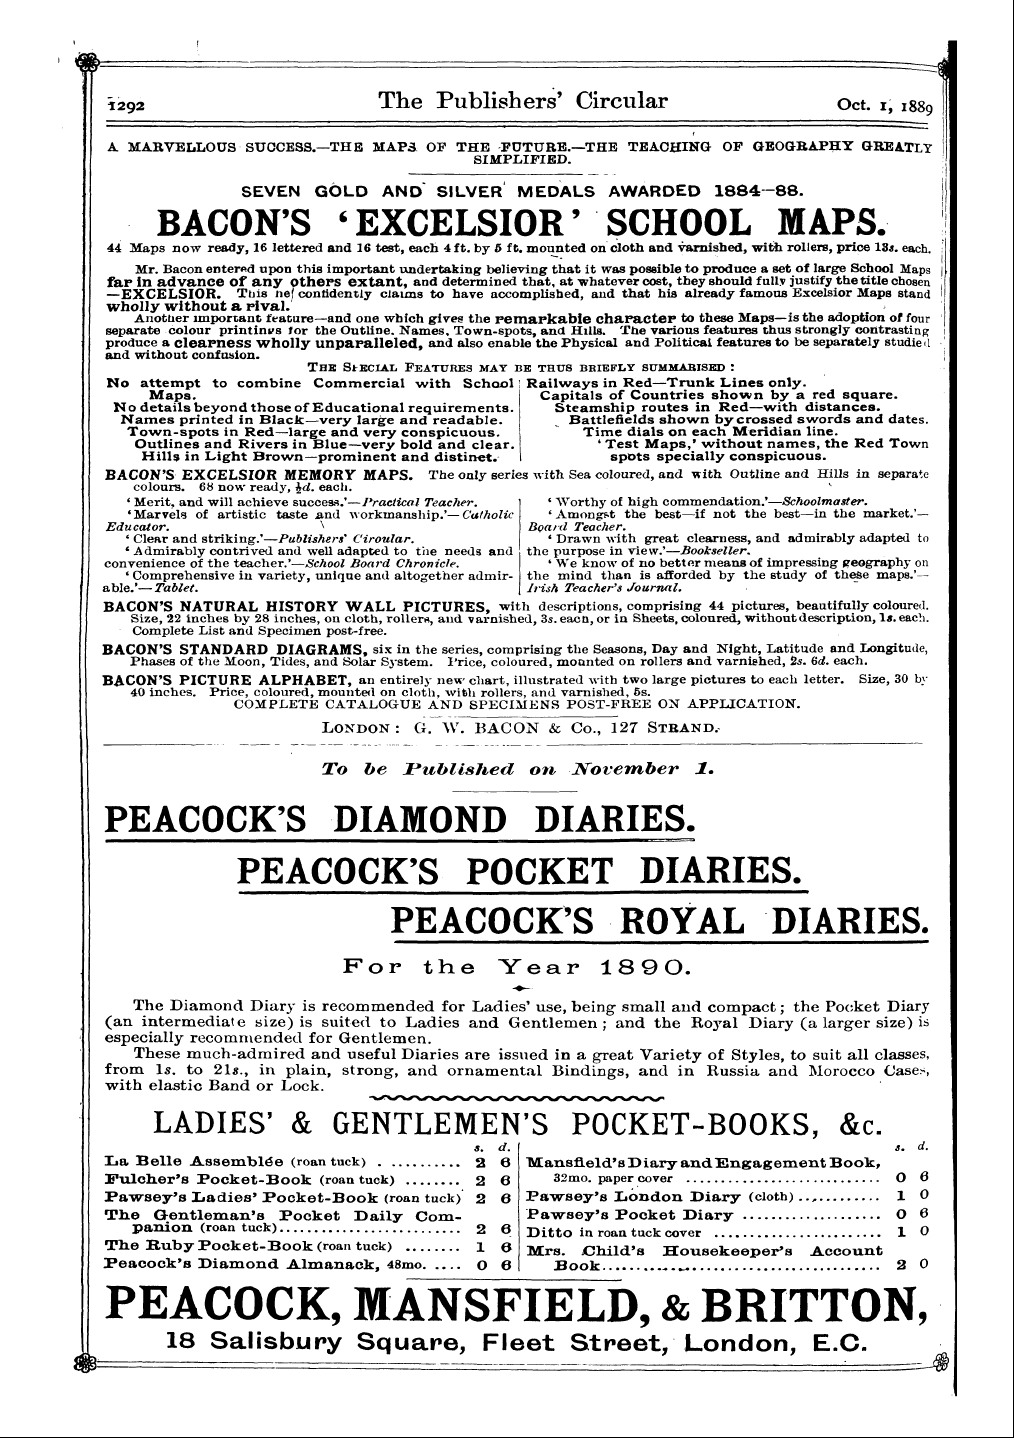 1292 The Publishers' Circular Oct. 1, 1889
A MARVELLOUS SUCCESS.—THE MAPS OF THE FUTURE.—THE TEACHING OF GEOGRAPHY GREATLY
SIMPLIFIED.
SEVEN GOLD AND SILVER MEDALS AWARDED 1884—88.
BACON'S 'EXCELSIOR' SCHOOL MAPS.
44 Maps now ready, 16 lettered and 16 test, each 4 ft. by 5 ft. mounted on cloth and varnished, with rollers, price 13s. each.
Mr. Bacon entered upon this important undertaking believing that it was possible to produce a set of large School Maps
far in advance of any others extant, and determined that, at whatever cost, they should fully justify the title chosen
—EXCELSIOR. This he confidently claims to have accomplished, and that his already famous Excelsior Maps stand
wholly without a rival.
Another important feature—and one which gives the remarkable character to these Maps—is the adoption of four
separate colour printings for the Outline, Names, Town-spots, and Hills. The various features thus strongly contrasting
produce a clearness wholly unparalleled, and also enable the Physical and Political features to be separately studied
and without confusion.
THE SPECIAL FEATURES MAY BE THUS BRIEFLY SUMMARISED :
No attempt to combine Commercial with School
Maps.
No details beyond those of Educational requirements.
Names printed in Black—very large and readable.
Town-spots in Red—large and very conspicuous.
Outlines and Rivers in Blue—very bold and clear.
Hills in Light Brown—prominent and distinct.
Railways in Red—Trunk Lines only.
Capitals of Countries shown by a red square.
Steamship routes in Red—with distances.
Battlefields shown by crossed swords and dates.
Time dials on each Meridian line.
'Test Maps,' without names, the Red Town
spots specially conspicuous.
BACON'S EXCELSIOR MEMORY MAPS. The only series with Sea coloured, and with Outline and Hills in separate
colours. 68 now ready, ½d. each.
'Merit, and will achieve success.'—Practical Teacher.
'Marvels of artistic taste and workmanship.'—Catholic
Educator.
'Clear and striking.'—Publishers' Circular.
'Admirably contrived and well adapted to the needs and
convenience of the teacher.'—School Board Chronicle.
'Comprehensive in variety, unique and altogether admir-
able.'—Tablet.
'Worthy of high commendation.'—Schoolmaster.
'Amongst the best—if not the best—in the market.'—
Board Teacher.
'Drawn with great clearness, and admirably adapted to
the purpose in view.'—Bookseller.
'We know of no better means of impressing geography on
the mind than is afforded by the study of these maps.'—
Irish Teacher's Journal.
BACON'S NATURAL HISTORY WALL PICTURES, with descriptions, comprising 44 pictures, beautifully coloured.
Size, 22 inches by 28 inches, on cloth, rollers, and varnished, 3s. each, or in Sheets, coloured, without description, 1s. each.
Complete List and Specimen post-free.
BACON'S STANDARD DIAGRAMS, six in the series, comprising the Seasons, Day and Night, Latitude and Longitude,
Phases of the Moon, Tides, and Solar System. Price, coloured, mounted on rollers and varnished, 2s. 6d. each.
BACON'S PICTURE ALPHABET, an entirely new chart, illustrated with two large pictures to each letter. Size, 30 by
40 inches. Price, coloured, mounted on cloth, with rollers, and varnished, 5s.
COMPLETE CATALOGUE AND SPECIMENS POST-FREE ON APPLICATION.
LONDON : G. W. BACON & Co., 127 STRAND.
To be Published on November 1.
PEACOCK'S DIAMOND DIARIES.
PEACOCK'S POCKET DIARIES.
PEACOCK'S ROYAL DIARIES.
For the Year 1890.
The Diamond Diary is recommended for Ladies' use, being small and compact ; the Pocket Diary
(an intermediate size) is suited to Ladies and Gentlemen ; and the Royal Diary (a larger size) is
especially recommended for Gentlemen.
These much-admired and useful Diaries are issued in a great Variety of Styles, to suit all classes,
from 1s. to 21s., in plain, strong, and ornamental Bindings, and in Russia and Morocco Cases,
with elastic Band or Lock.
LADIES' & GENTLEMEN'S POCKET-BOOKS, &c.
s. d.
La Belle Assemblée (roan tuck) . .......... 2 6
Fulcher's Pocket-Book (roan tuck) ........ 2 6
Pawsey's Ladies' Pocket-Book (roan tuck) 2 6
The Gentleman's Pocket Daily Com-
panion (roan tuck).......................... 2 6
The Ruby Pocket-Book (roan tuck) ........ 1 6
Peacock's Diamond Almanack, 48mo. ..... 0 6
s. d.
Mansfield's Diary and Engagement Book,
32mo. paper cover ............................ 0 6
Pawsey's London Diary (cloth)............ 1 0
Pawsey's Pocket Diary .................... 0 6
Ditto in roan tuck cover ........................ 1 0
Mrs. Child's Housekeeper's Account
Book........................................ 2 0
PEACOCK, MANSFIELD, & BRITTON,
18 Salisbury Square, Fleet Street, London, E.C.